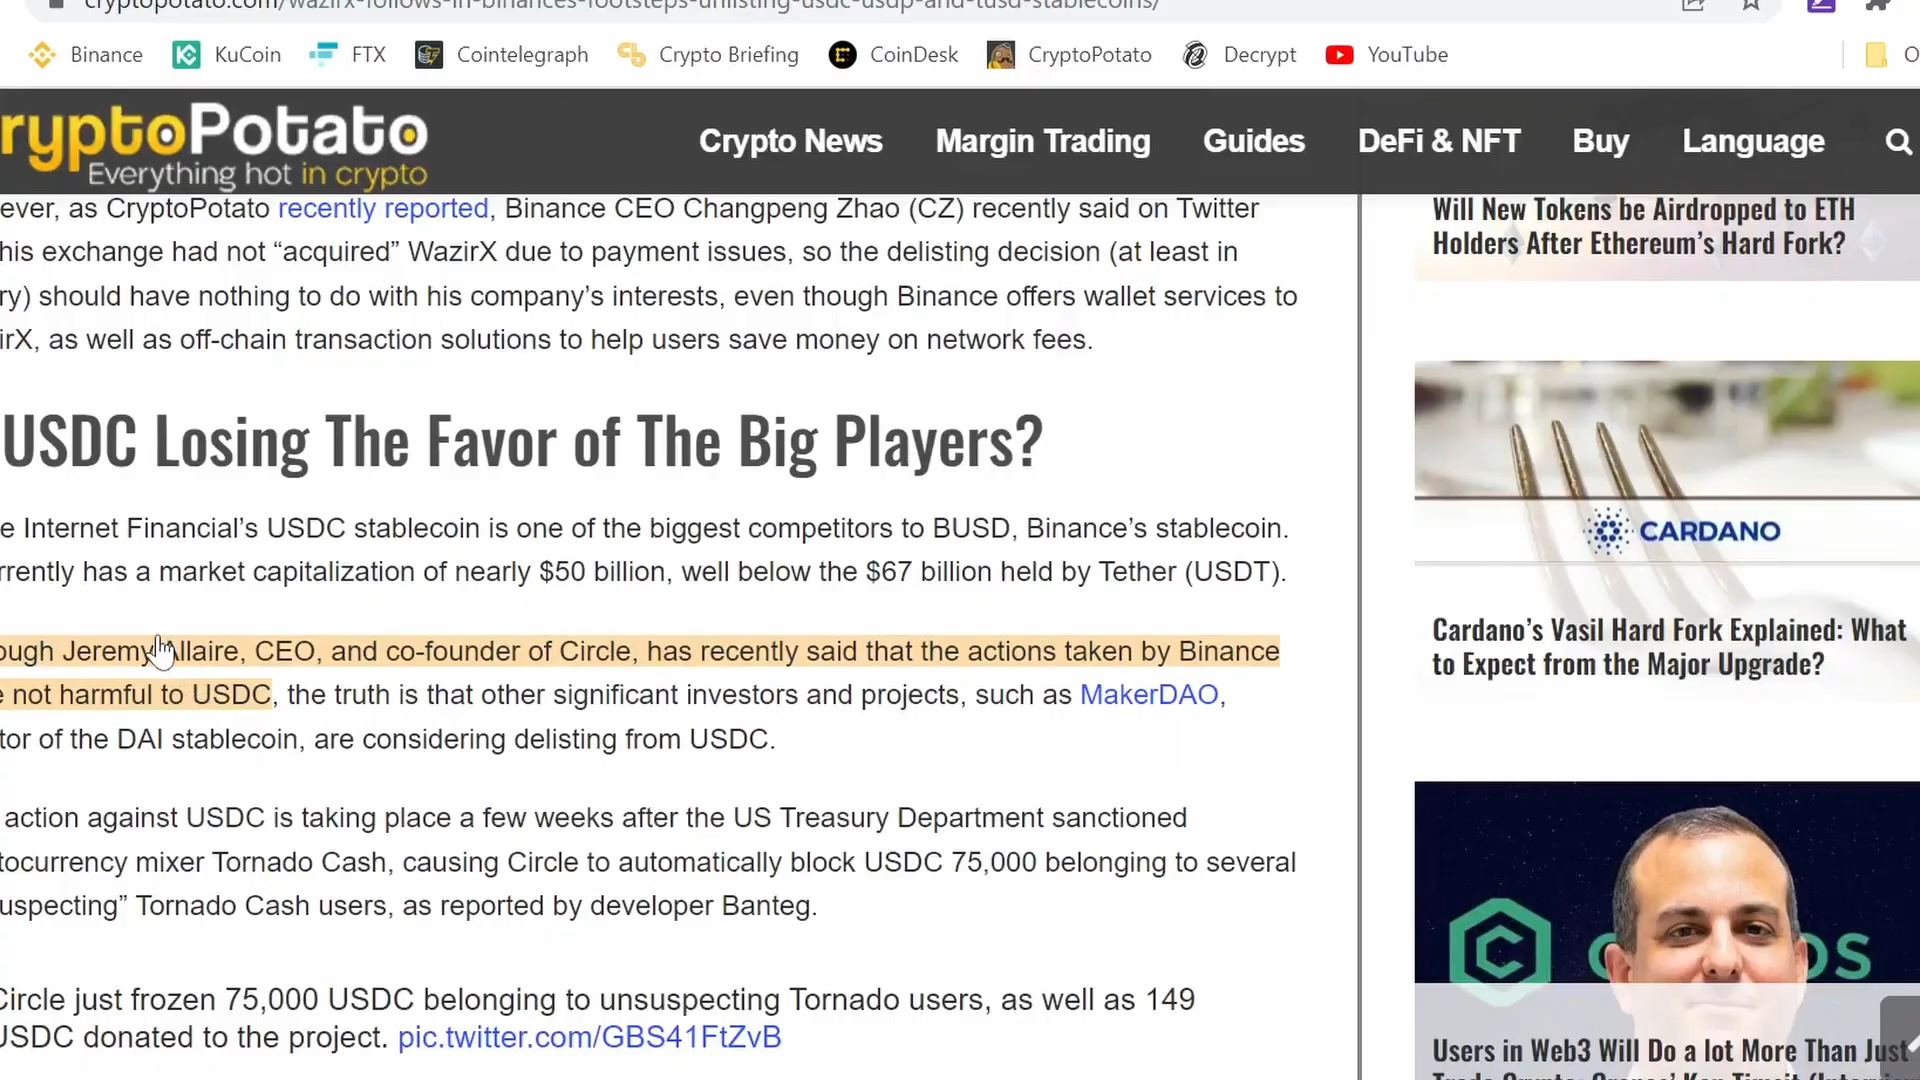 cryptopotato.com/wazirx-follows-in-binances-footsteps-unlisting-usdc-usdp-and-tusd-stablecoins/
Binance KuCoin FTX Cointelegraph Crypto Briefing CoinDesk CryptoPotato Decrypt YouTube O
ryptoPotato
Everything hot in crypto
Crypto News Margin Trading Guides DeFi & NFT Buy Language
ever, as CryptoPotato recently reported, Binance CEO Changpeng Zhao (CZ) recently said on Twitter
his exchange had not “acquired” WazirX due to payment issues, so the delisting decision (at least in
ry) should have nothing to do with his company’s interests, even though Binance offers wallet services to
irX, as well as off-chain transaction solutions to help users save money on network fees.
USDC Losing The Favor of The Big Players?
e Internet Financial’s USDC stablecoin is one of the biggest competitors to BUSD, Binance’s stablecoin.
rrently has a market capitalization of nearly $50 billion, well below the $67 billion held by Tether (USDT).
ough Jeremy Allaire, CEO, and co-founder of Circle, has recently said that the actions taken by Binance
e not harmful to USDC, the truth is that other significant investors and projects, such as MakerDAO,
tor of the DAI stablecoin, are considering delisting from USDC.
action against USDC is taking place a few weeks after the US Treasury Department sanctioned
tocurrency mixer Tornado Cash, causing Circle to automatically block USDC 75,000 belonging to several
uspecting” Tornado Cash users, as reported by developer Banteg.
Circle just frozen 75,000 USDC belonging to unsuspecting Tornado users, as well as 149
USDC donated to the project. pic.twitter.com/GBS41FtZvB
Will New Tokens be Airdropped to ETH
Holders After Ethereum’s Hard Fork?
CARDANO
Cardano’s Vasil Hard Fork Explained: What
to Expect from the Major Upgrade?
C OS
Users in Web3 Will Do a lot More Than Just